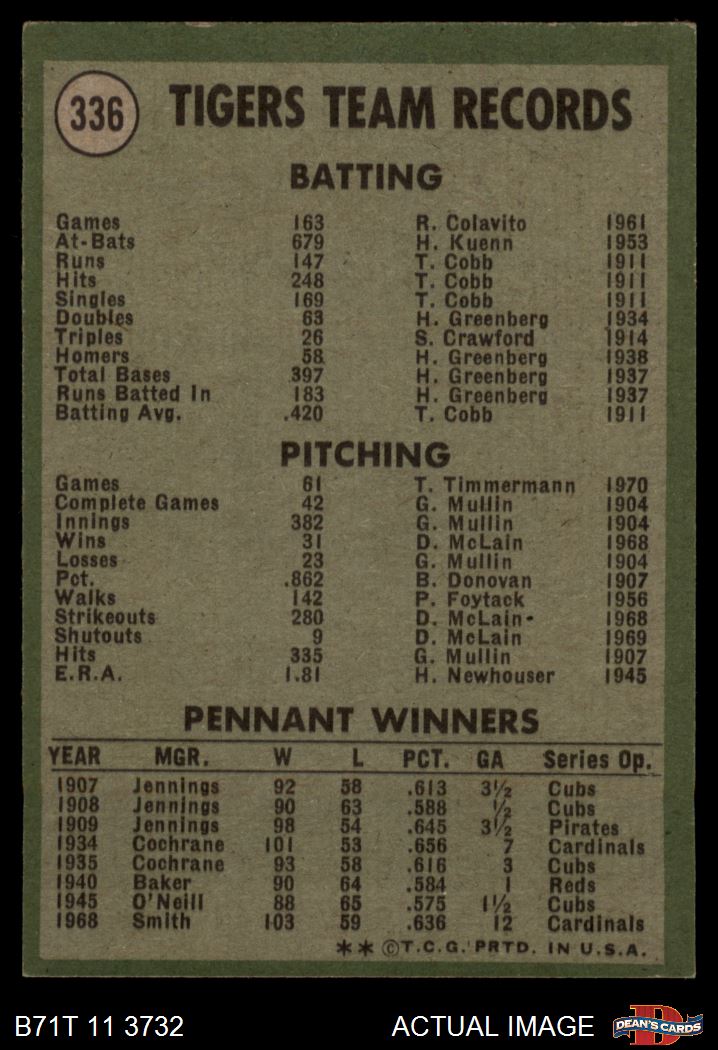 336 TIGERS TEAM RECORDS
BATTING
Games 163 R. Colavito 1961
At-Bats 679 H. Kuenn 1953
Runs 147 T. Cobb 1911
Hits 248 T. Cobb 1911
Singles 169 T. Cobb 1911
Doubles 63 H. Greenberg 1934
Triples 26 S. Crawford 1914
Homers 58 H. Greenberg 1938
Total Bases 397 H. Greenberg 1937
Runs Batted In 183 H. Greenberg 1937
Batting Avg. .420 T. Cobb 1911
PITCHING
Games 61 T. Timmermann 1970
Complete Games 42 G. Mullin 1904
Innings 382 G. Mullin 1904
Wins 31 D. McLain 1968
Losses 23 G. Mullin 1904
Pct. .862 B. Donovan 1907
Walks 142 P. Foytack 1956
Strikeouts 280 D. McLain 1968
Shutouts 9 D. McLain 1969
Hits 335 G. Mullin 1907
E.R.A. 1.81 H. Newhouser 1945
PENNANT WINNERS
YEAR MGR. W L PCT. GA Series Op.
1907 Jennings 92 58 .613 3½ Cubs
1908 Jennings 90 63 .588 ½ Cubs
1909 Jennings 98 54 .645 3½ Pirates
1934 Cochrane 101 53 .656 7 Cardinals
1935 Cochrane 93 58 .616 3 Cubs
1940 Baker 90 64 .584 1 Reds
1945 O'Neill 88 65 .575 1½ Cubs
1968 Smith 103 59 .636 12 Cardinals
** ©T.C.G. PRTD. IN U.S.A.
B71T 11 3732 ACTUAL IMAGE D DEAN'S CARDS